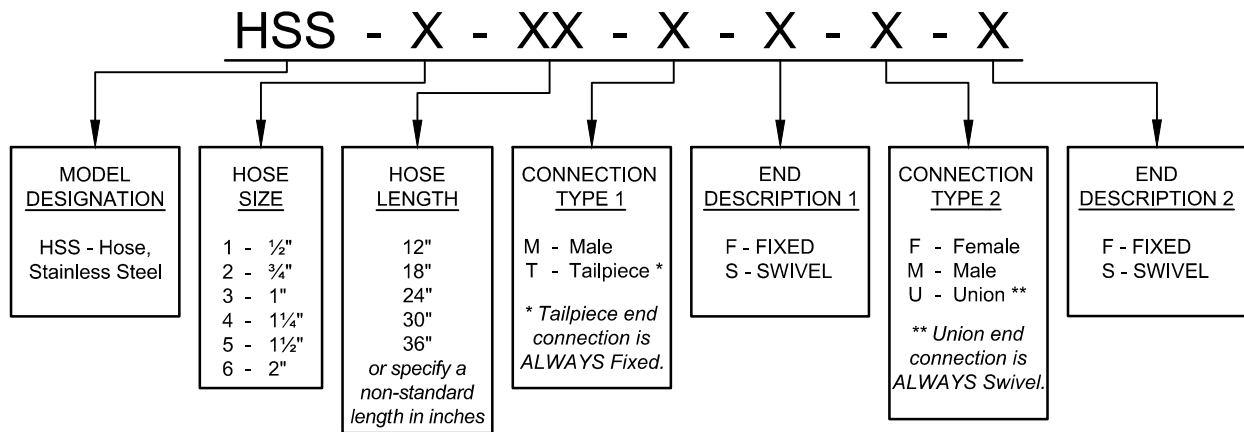 HSS - X - XX - X - X - X - X
MODEL
DESIGNATION
HSS - Hose,
Stainless Steel
HOSE
SIZE
1 - ½"
2 - ¾"
3 - 1"
4 - 1¼"
5 - 1½"
6 - 2"
HOSE
LENGTH
12"
18"
24"
30"
36"
or specify a
non-standard
length in inches
CONNECTION
TYPE 1
M - Male
T - Tailpiece *
* Tailpiece end
connection is
ALWAYS Fixed.
END
DESCRIPTION 1
F - FIXED
S - SWIVEL
CONNECTION
TYPE 2
F - Female
M - Male
U - Union **
** Union end
connection is
ALWAYS Swivel.
END
DESCRIPTION 2
F - FIXED
S - SWIVEL